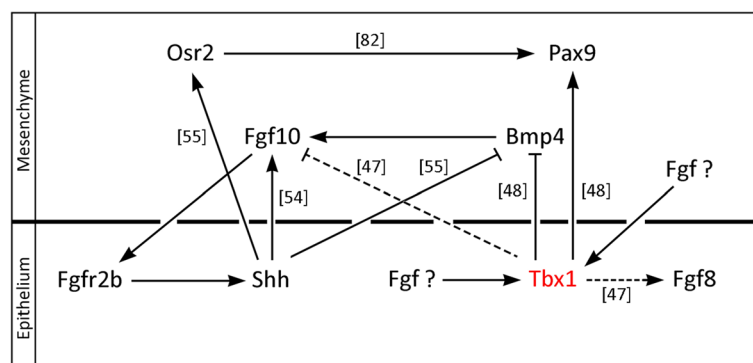 Mesenchyme
Osr2
[82]
Pax9
[55]
Fgf10
Bmp4
[47]
[55]
Fgf ?
[54]
[48]
[48]
Epithelium
Fgfr2b
Shh
Fgf ?
Tbx1
[47]
Fgf8